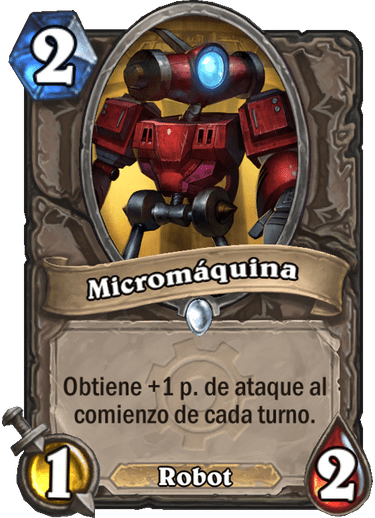 2
Micromáquina
Obtiene +1 p. de ataque al
comienzo de cada turno.
1
Robot
2